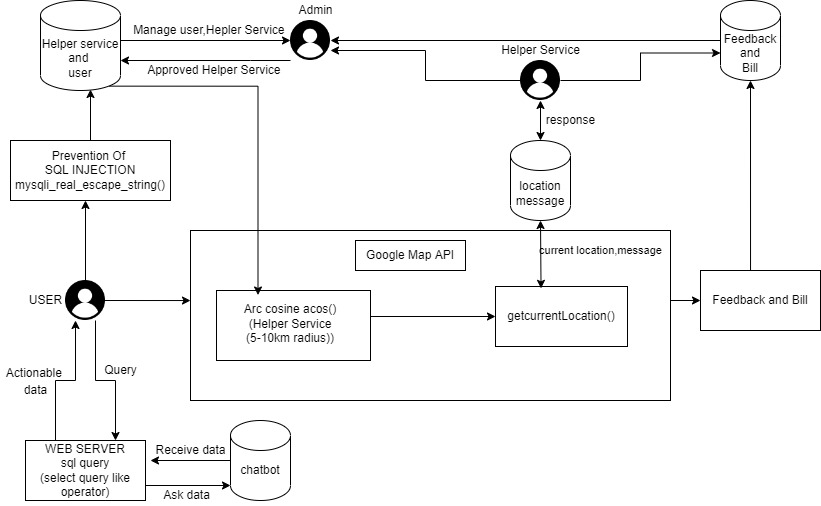 Admin
Helper service
and
user
Manage user,Hepler Service
Approved Helper Service
Helper Service
Feedback
and
Bill
response
Prevention Of
SQL INJECTION
mysqli_real_escape_string()
location
message
current location,message
Google Map API
USER
Arc cosine acos()
(Helper Service
(5-10km radius))
getcurrentLocation()
Feedback and Bill
Actionable
data
Query
WEB SERVER
sql query
(select query like
operator)
Receive data
Ask data
chatbot